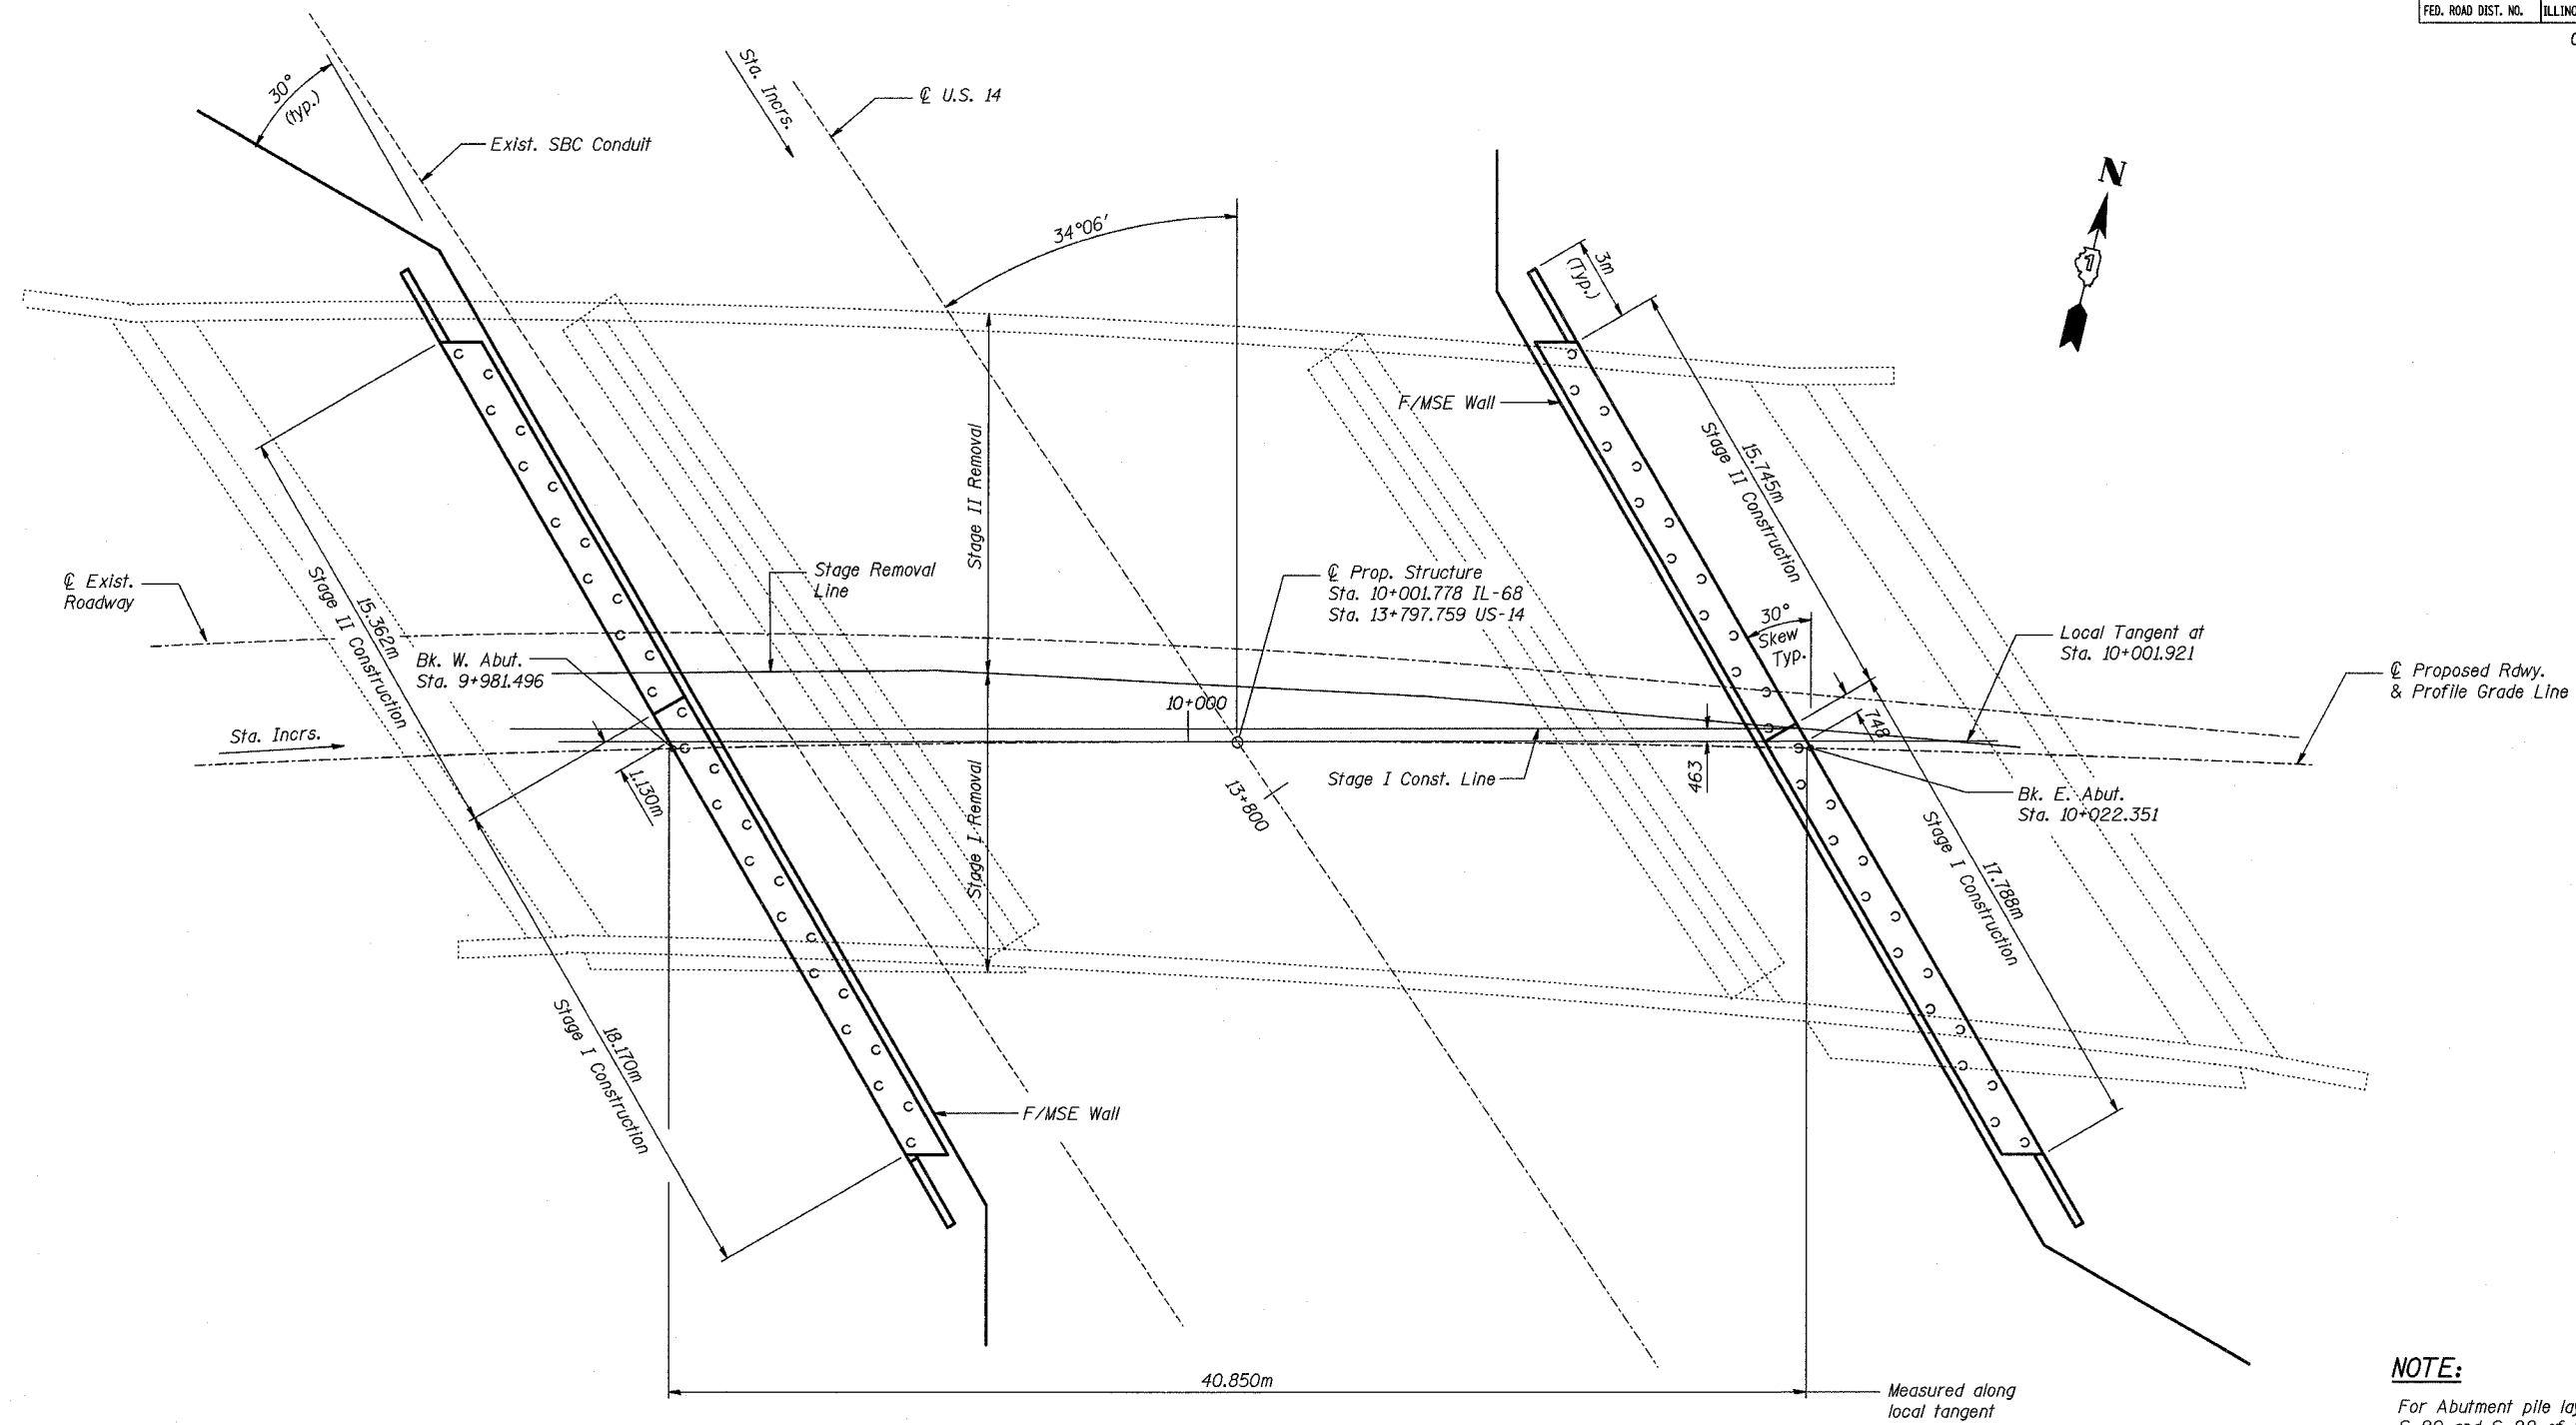 FED. ROAD DIST. NO.
30°
(typ.)
Sta. Incrs.
℄ U.S. 14
Exist. SBC Conduit
34°06'
N
1
3m
(Typ.)
F/MSE Wall
15.745m
Stage II Construction
Stage II Removal
Stage Removal
Line
℄ Prop. Structure
Sta. 10+001.778 IL-68
Sta. 13+797.759 US-14
30°
Skew
Typ.
Local Tangent at
Sta. 10+001.921
℄ Exist.
Roadway
15.362m
Stage II Construction
Bk. W. Abut.
Sta. 9+981.496
℄ Proposed Rdwy.
& Profile Grade Line
10+000
748
Sta. Incrs.
1.130m
Stage I Const. Line
463
13+800
Bk. E. Abut.
Sta. 10+022.351
Stage I Removal
17.788m
Stage I Construction
18.170m
Stage I Construction
F/MSE Wall
40.850m
Measured along
local tangent
NOTE:
For Abutment pile